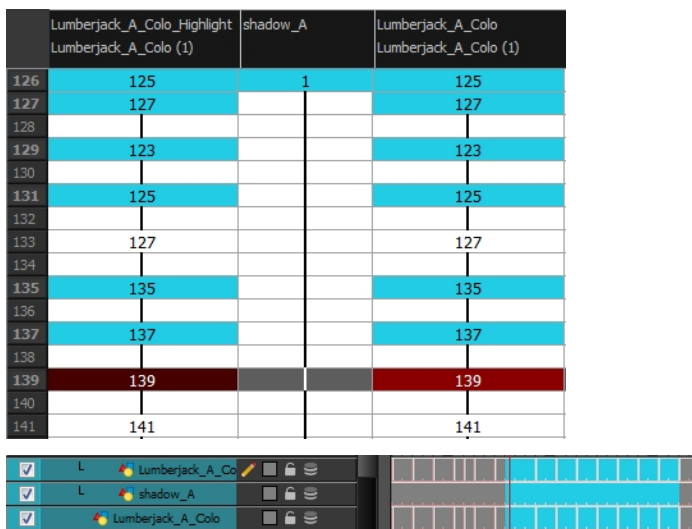 Lumberjack_A_Colo_Highlight shadow_A Lumberjack_A_Colo
Lumberjack_A_Colo (1) Lumberjack_A_Colo (1)
126 125 1 125
127 127 127
128
129 123 123
130
131 125 125
132
133 127 127
134
135 135 135
136
137 137 137
138
139 139 139
140
141 141 141
L Lumberjack_A_Co
L shadow_A
Lumberjack_A_Colo